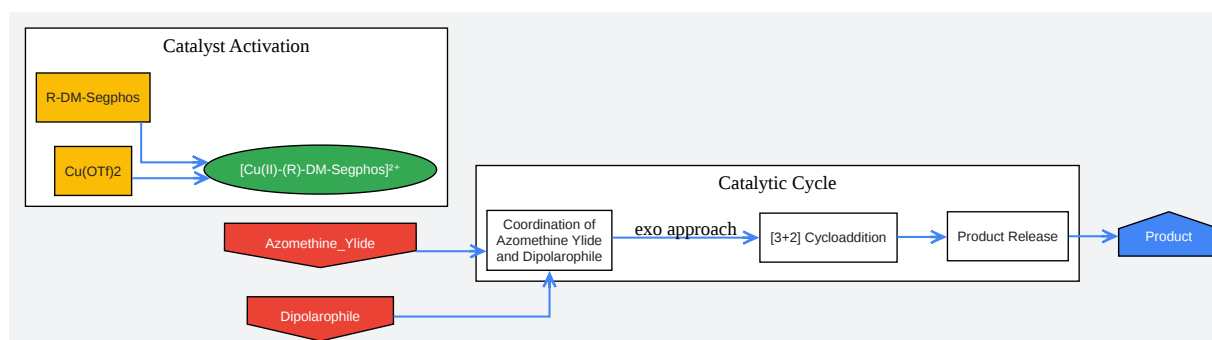 Catalyst Activation
R-DM-Segphos
Cu(OTf)2
[Cu(II)-(R)-DM-Segphos]²⁺
Catalytic Cycle
Azomethine_Ylide
Coordination of
Azomethine Ylide
and Dipolarophile
exo approach
[3+2] Cycloaddition
Product Release
Product
Dipolarophile